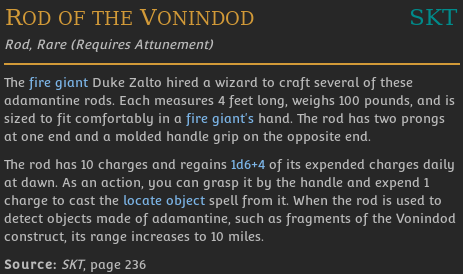 Rod of the Vonindod SKT
Rod, Rare (Requires Attunement)
The fire giant Duke Zalto hired a wizard to craft several of these
adamantine rods. Each measures 4 feet long, weighs 100 pounds, and is
sized to fit comfortably in a fire giant's hand. The rod has two prongs
at one end and a molded handle grip on the opposite end.
The rod has 10 charges and regains 1d6+4 of its expended charges daily
at dawn. As an action, you can grasp it by the handle and expend 1
charge to cast the locate object spell from it. When the rod is used to
detect objects made of adamantine, such as fragments of the Vonindod
construct, its range increases to 10 miles.
Source: SKT, page 236